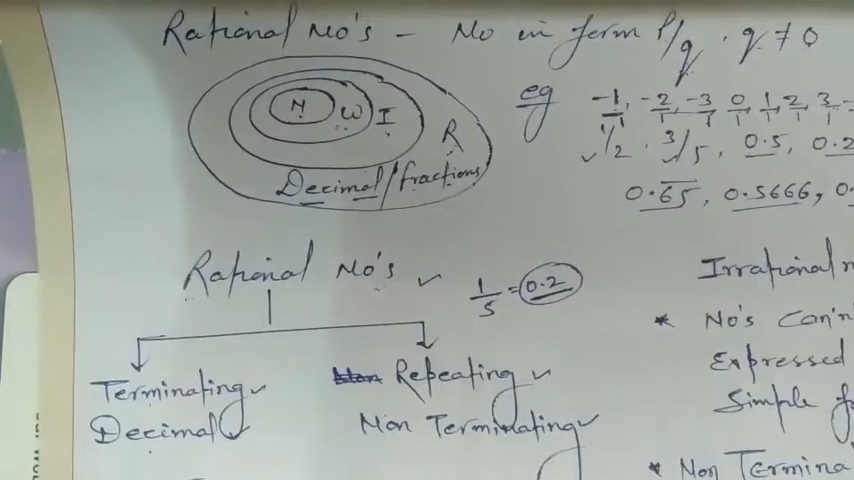 Rational No's – No in form P/q . q ≠ 0
N W I R
Decimal/fractions
eg -1/1, -2/1, -3/1, 0/1, 1/1, 2/1, 3/1
1/2 . 3/5, 0.5, 0.2
0.65̅, 0.5666, 0.
Rational No's ✓ 1/5 = 0.2
Terminating ✓
Decimal ✓
Repeating ✓
Non Terminating ✓
Irrational n
* No's Can'n
Expressed
Simple f
* Non Termina